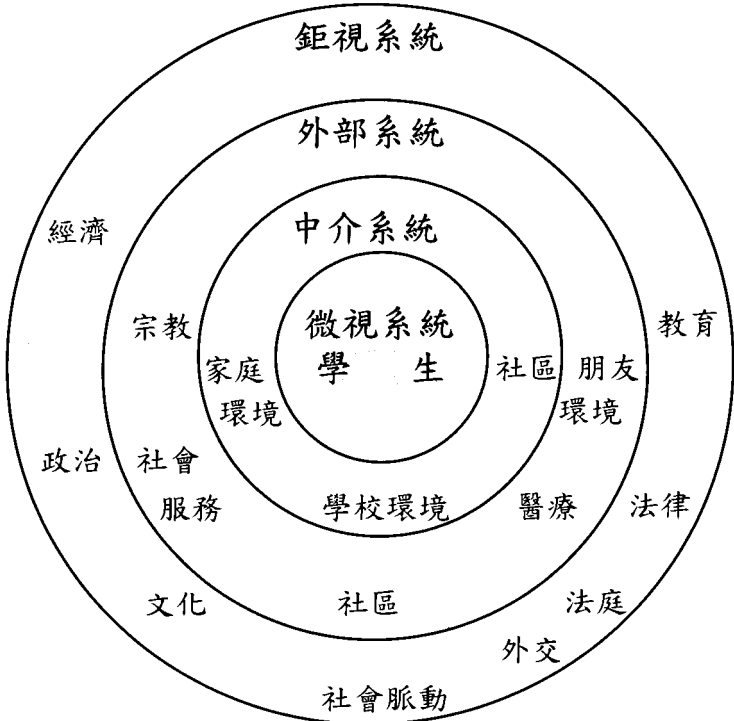 鉅視系統
外部系統
中介系統
經濟
宗教
微視系統
教育
家庭
學 生
社區
朋友
環境
環境
政治
社會
服務
學校環境
醫療
法律
文化
社區
法庭
外交
社會脈動